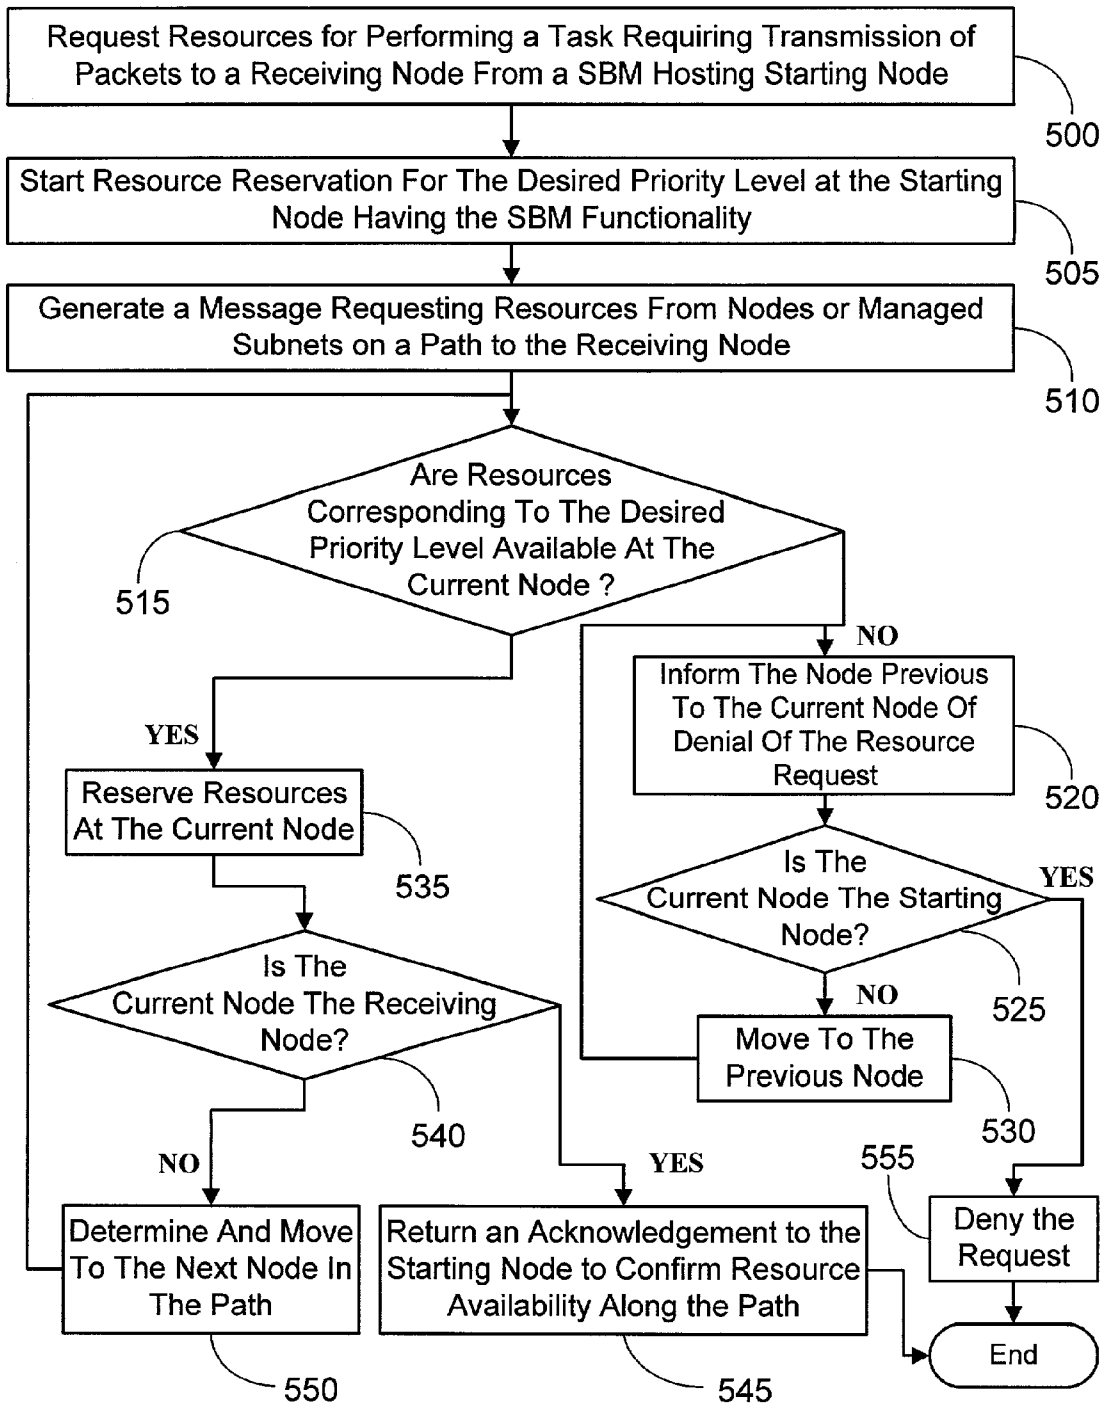 Request Resources for Performing a Task Requiring Transmission of
Packets to a Receiving Node From a SBM Hosting Starting Node
500
Start Resource Reservation For The Desired Priority Level at the Starting
Node Having the SBM Functionality
505
Generate a Message Requesting Resources From Nodes or Managed
Subnets on a Path to the Receiving Node
510
Are Resources
Corresponding To The Desired
Priority Level Available At The
Current Node ?
515
NO
Inform The Node Previous
To The Current Node Of
Denial Of The Resource
Request
520
YES
Reserve Resources
At The Current Node
535
Is The
Current Node The Starting
Node?
YES
525
NO
Move To The
Previous Node
530
Is The
Current Node The Receiving
Node?
540
NO
YES
555
Deny the
Request
Determine And Move
To The Next Node In
The Path
550
Return an Acknowledgement to the
Starting Node to Confirm Resource
Availability Along the Path
545
End